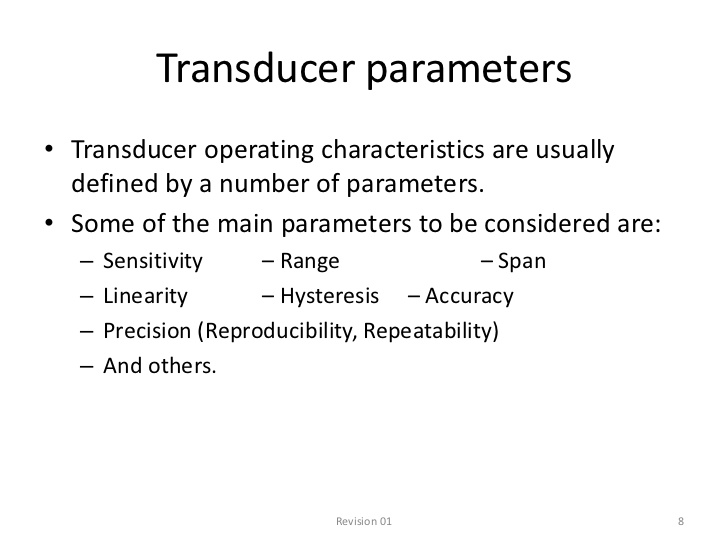 Transducer parameters
• Transducer operating characteristics are usually
defined by a number of parameters.
• Some of the main parameters to be considered are:
– Sensitivity – Range – Span
– Linearity – Hysteresis – Accuracy
– Precision (Reproducibility, Repeatability)
– And others.
Revision 01 8